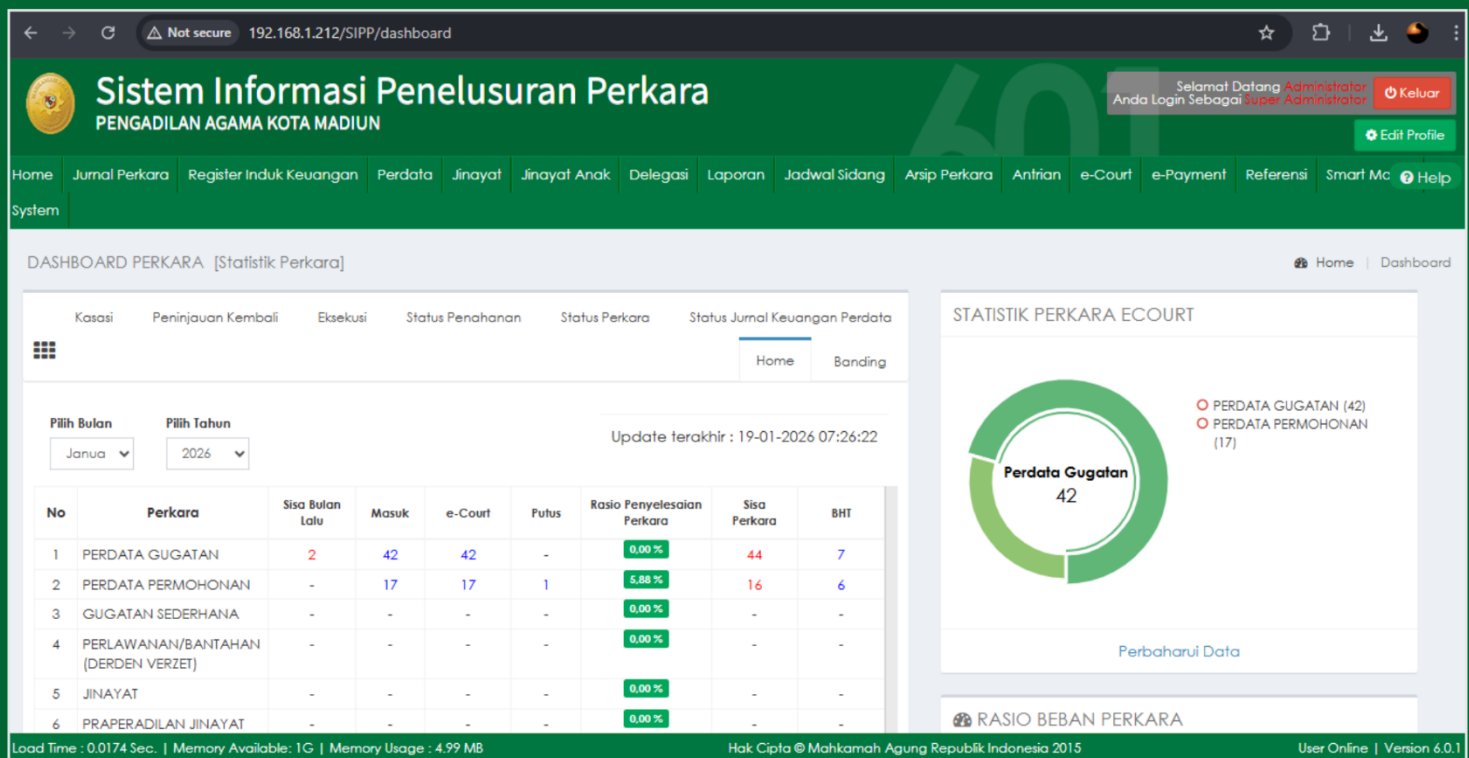 Not secure 192.168.1.212/SIPP/dashboard
Sistem Informasi Penelusuran Perkara
PENGADILAN AGAMA KOTA MADIUN
601
Selamat Datang Administrator
Anda Login Sebagai Super Administrator
Keluar
Edit Profile
Home Jurnal Perkara Register Induk Keuangan Perdata Jinayat Jinayat Anak Delegasi Laporan Jadwal Sidang Arsip Perkara Antrian e-Court e-Payment Referensi Smart Help
System
DASHBOARD PERKARA [Statistik Perkara]
Home | Dashboard
Kasasi Peninjauan Kembali Eksekusi Status Penahanan Status Perkara Status Jurnal Keuangan Perdata
Home Banding
Pilih Bulan Pilih Tahun
Janua 2026
Update terakhir : 19-01-2026 07:26:22
No Perkara Sisa Bulan Lalu Masuk e-Court Putus Rasio Penyelesaian Perkara Sisa Perkara BHT
1 PERDATA GUGATAN 2 42 42 - 0,00 % 44 7
2 PERDATA PERMOHONAN - 17 17 1 5,88 % 16 6
3 GUGATAN SEDERHANA - - - - 0,00 % - -
4 PERLAWANAN/BANTAHAN (DERDEN VERZET) - - - - 0,00 % - -
5 JINAYAT - - - - 0,00 % - -
6 PRAPERADILAN JINAYAT - - - - 0,00 % - -
STATISTIK PERKARA ECOURT
PERDATA GUGATAN (42)
PERDATA PERMOHONAN
(17)
Perdata Gugatan
42
Perbaharui Data
RASIO BEBAN PERKARA
Load Time : 0.0174 Sec. | Memory Available: 1G | Memory Usage : 4.99 MB
Hak Cipta © Mahkamah Agung Republik Indonesia 2015
User Online | Version 6.0.1